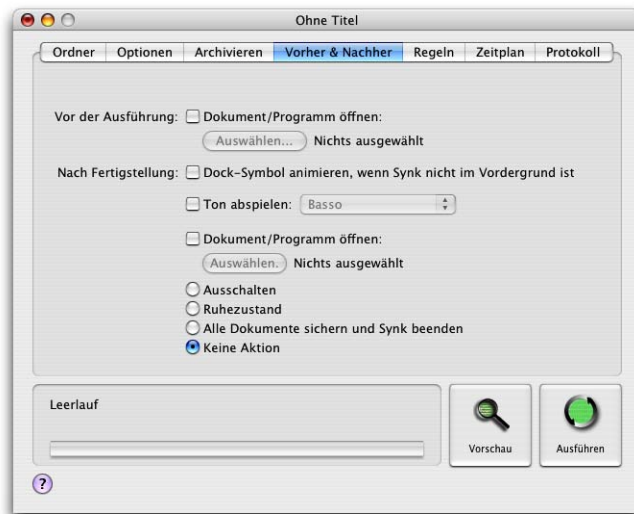 Ohne Titel
Ordner Optionen Archivieren Vorher & Nachher Regeln Zeitplan Protokoll
Vor der Ausführung: Dokument/Programm öffnen:
Auswählen... Nichts ausgewählt
Nach Fertigstellung: Dock-Symbol animieren, wenn Synk nicht im Vordergrund ist
Ton abspielen: Basso
Dokument/Programm öffnen:
Auswählen. Nichts ausgewählt
Ausschalten
Ruhezustand
Alle Dokumente sichern und Synk beenden
Keine Aktion
Leerlauf
Vorschau Ausführen
?